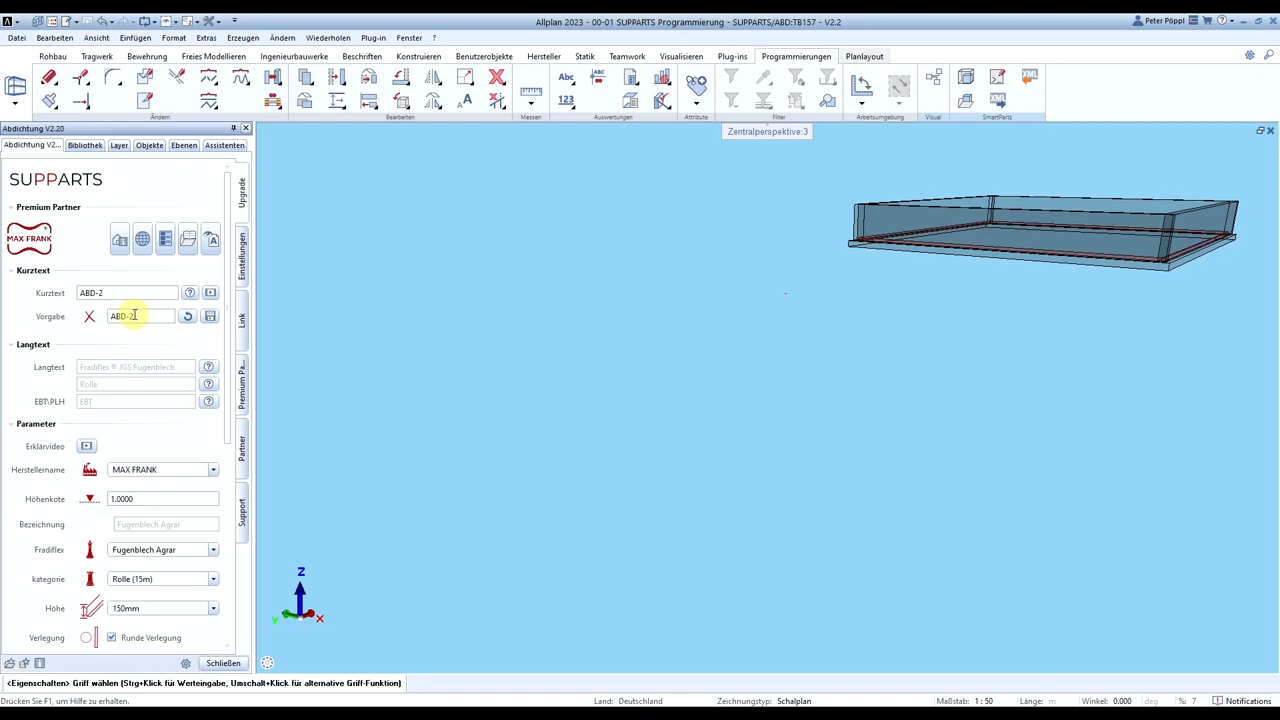 Allplan 2023 - 00-01 SUPPARTS Programmierung - SUPPARTS/ABD:TB157 - V2.2
Peter Pöppl
Datei Bearbeiten Ansicht Einfügen Format Extras Erzeugen Ändern Wiederholen Plug-in Fenster ?
Rohbau Tragwerk Bewehrung Freies Modellieren Ingenieurbauwerke Beschriften Konstruieren Benutzerobjekte Hersteller Statik Teamwork Visualisieren Plug-ins Programmierungen Planlayout
Abc
ABC
XML
123
XML
Ändern Bearbeiten Messen Auswertungen Attribute Filter Arbeitsumgebung Visual SmartParts
Abdichtung V2.20
Zentralperspektive:3
Abdichtung V2... Bibliothek Layer Objekte Ebenen Assistenten
SUPPARTS
Upgrade
Premium Partner
MAX FRANK
Einstellungen
Kurztext
Kurztext ABD-2
Vorgabe ABD-2
Link
Langtext
Langtext Fradiflex ® JGS Fugenblech
Rolle
Premium Pa...
EBT\PLH EBT
Parameter
Erklärvideo
Partner
Herstellername MAX FRANK
Höhenkote 1.0000
Support
Bezeichnung Fugenblech Agrar
Fradiflex Fugenblech Agrar
kategorie Rolle (15m)
Höhe 150mm
Verlegung Runde Verlegung
Z
Y
X
Schließen
<Eigenschaften> Griff wählen (Strg+Klick für Werteingabe, Umschalt+Klick für alternative Griff-Funktion)
Drücken Sie F1, um Hilfe zu erhalten. Land: Deutschland Zeichnungstyp: Schalplan Maßstab: 1 : 50 Länge: m Winkel: 0.000 deg %: 7 Notifications